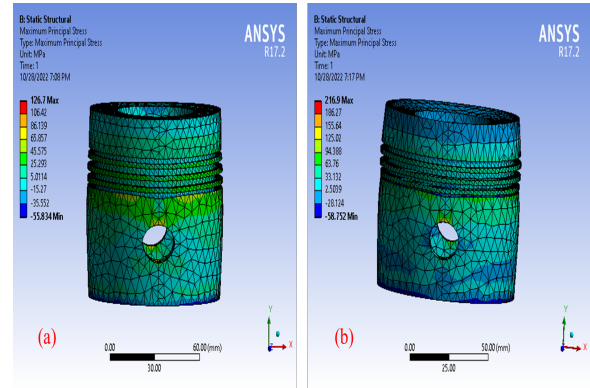 B: Static Structural
Maximum Principal Stress
Type: Maximum Principal Stress
Unit: MPa
Time: 1
10/28/2022 7:08 PM
ANSYS
R17.2
126.7 Max
106.42
86.139
65.857
45.575
25.293
5.0114
-15.27
-35.552
-55.834 Min
(a)
Y
X
0.00
60.00 (mm)
30.00
B: Static Structural
Maximum Principal Stress
Type: Maximum Principal Stress
Unit: MPa
Time: 1
10/28/2022 7:17 PM
ANSYS
R17.2
216.9 Max
186.27
155.64
125.02
94.388
63.76
33.132
2.5039
-28.124
-58.752 Min
(b)
Y
X
0.00
50.00 (mm)
25.00